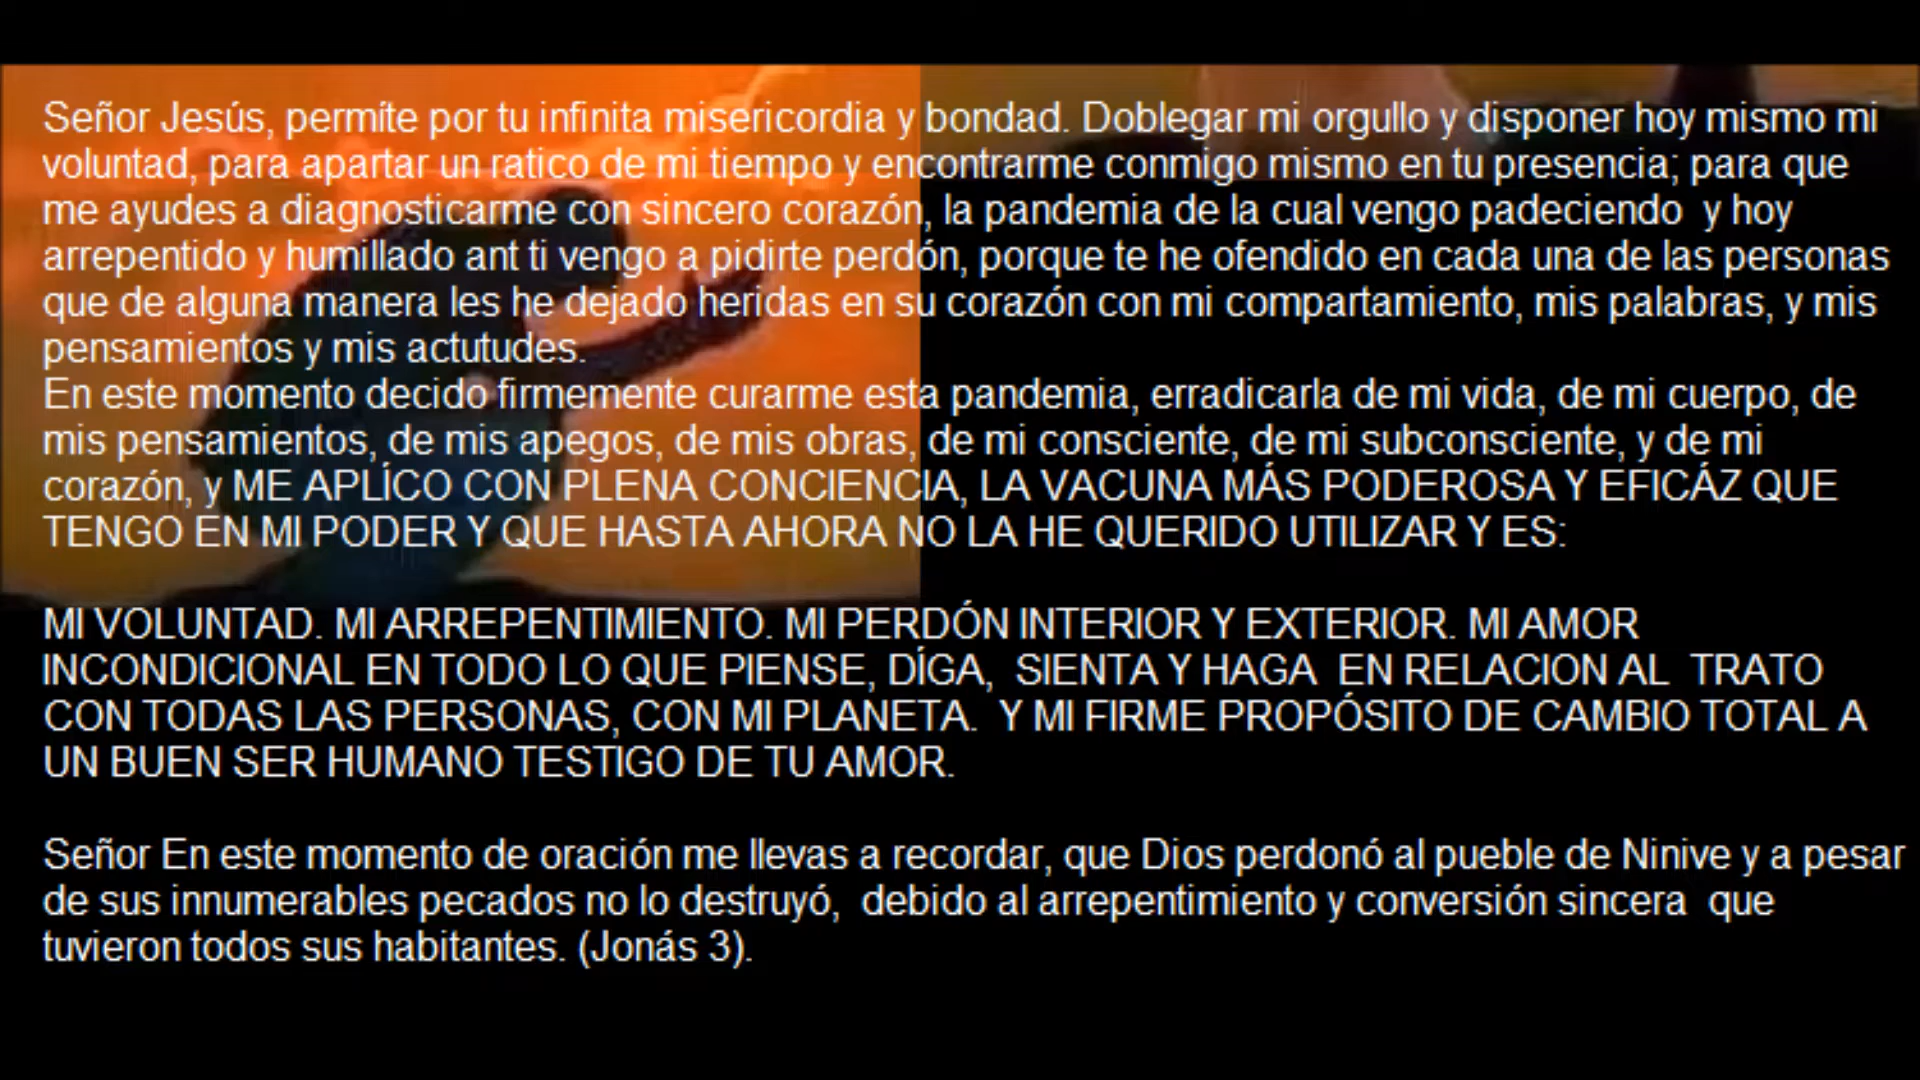 Señor Jesús, permíte por tu infinita misericordia y bondad. Doblegar mi orgullo y disponer hoy mismo mi
voluntad, para apartar un ratico de mi tiempo y encontrarme conmigo mismo en tu presencia; para que
me ayudes a diagnosticarme con sincero corazón, la pandemia de la cual vengo padeciendo  y hoy
arrepentido y humillado ant ti vengo a pidirte perdón, porque te he ofendido en cada una de las personas
que de alguna manera les he dejado heridas en su corazón con mi compartamiento, mis palabras, y mis
pensamientos y mis actutudes.
En este momento decido firmemente curarme esta pandemia, erradicarla de mi vida, de mi cuerpo, de
mis pensamientos, de mis apegos, de mis obras, de mi consciente, de mi subconsciente, y de mi
corazón, y ME APLÍCO CON PLENA CONCIENCIA, LA VACUNA MÁS PODEROSA Y EFICÁZ QUE
TENGO EN MI PODER Y QUE HASTA AHORA NO LA HE QUERIDO UTILIZAR Y ES:
MI VOLUNTAD. MI ARREPENTIMIENTO. MI PERDÓN INTERIOR Y EXTERIOR. MI AMOR
INCONDICIONAL EN TODO LO QUE PIENSE, DÍGA,  SIENTA Y HAGA  EN RELACION AL  TRATO
CON TODAS LAS PERSONAS, CON MI PLANETA.  Y MI FIRME PROPÓSITO DE CAMBIO TOTAL A
UN BUEN SER HUMANO TESTIGO DE TU AMOR.
Señor En este momento de oración me llevas a recordar, que Dios perdonó al pueble de Ninive y a pesar
de sus innumerables pecados no lo destruyó,  debido al arrepentimiento y conversión sincera  que
tuvieron todos sus habitantes. (Jonás 3).